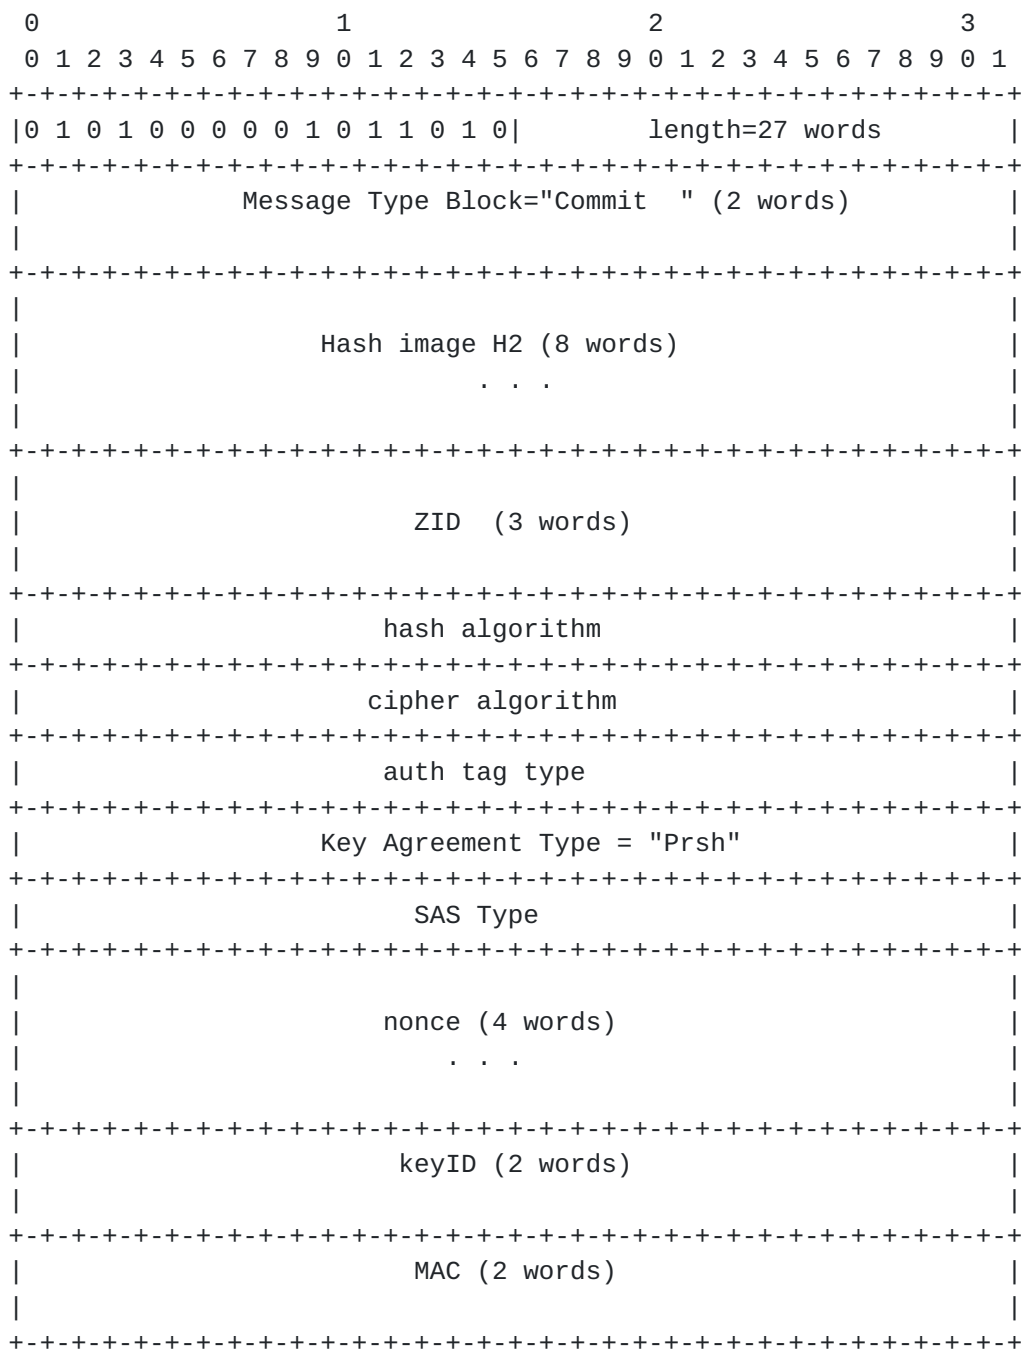 0                   1                   2                   3
 0 1 2 3 4 5 6 7 8 9 0 1 2 3 4 5 6 7 8 9 0 1 2 3 4 5 6 7 8 9 0 1
+-+-+-+-+-+-+-+-+-+-+-+-+-+-+-+-+-+-+-+-+-+-+-+-+-+-+-+-+-+-+-+-+
|0 1 0 1 0 0 0 0 0 1 0 1 1 0 1 0|        length=27 words        |
+-+-+-+-+-+-+-+-+-+-+-+-+-+-+-+-+-+-+-+-+-+-+-+-+-+-+-+-+-+-+-+-+
|              Message Type Block="Commit  " (2 words)          |
|                                                               |
+-+-+-+-+-+-+-+-+-+-+-+-+-+-+-+-+-+-+-+-+-+-+-+-+-+-+-+-+-+-+-+-+
|                                                               |
|                   Hash image H2 (8 words)                     |
|                             . . .                             |
|                                                               |
+-+-+-+-+-+-+-+-+-+-+-+-+-+-+-+-+-+-+-+-+-+-+-+-+-+-+-+-+-+-+-+-+
|                                                               |
|                         ZID  (3 words)                        |
|                                                               |
+-+-+-+-+-+-+-+-+-+-+-+-+-+-+-+-+-+-+-+-+-+-+-+-+-+-+-+-+-+-+-+-+
|                       hash algorithm                          |
+-+-+-+-+-+-+-+-+-+-+-+-+-+-+-+-+-+-+-+-+-+-+-+-+-+-+-+-+-+-+-+-+
|                      cipher algorithm                         |
+-+-+-+-+-+-+-+-+-+-+-+-+-+-+-+-+-+-+-+-+-+-+-+-+-+-+-+-+-+-+-+-+
|                       auth tag type                           |
+-+-+-+-+-+-+-+-+-+-+-+-+-+-+-+-+-+-+-+-+-+-+-+-+-+-+-+-+-+-+-+-+
|                   Key Agreement Type = "Prsh"                 |
+-+-+-+-+-+-+-+-+-+-+-+-+-+-+-+-+-+-+-+-+-+-+-+-+-+-+-+-+-+-+-+-+
|                         SAS Type                              |
+-+-+-+-+-+-+-+-+-+-+-+-+-+-+-+-+-+-+-+-+-+-+-+-+-+-+-+-+-+-+-+-+
|                                                               |
|                       nonce (4 words)                         |
|                           . . .                               |
|                                                               |
+-+-+-+-+-+-+-+-+-+-+-+-+-+-+-+-+-+-+-+-+-+-+-+-+-+-+-+-+-+-+-+-+
|                        keyID (2 words)                        |
|                                                               |
+-+-+-+-+-+-+-+-+-+-+-+-+-+-+-+-+-+-+-+-+-+-+-+-+-+-+-+-+-+-+-+-+
|                         MAC (2 words)                         |
|                                                               |
+-+-+-+-+-+-+-+-+-+-+-+-+-+-+-+-+-+-+-+-+-+-+-+-+-+-+-+-+-+-+-+-+